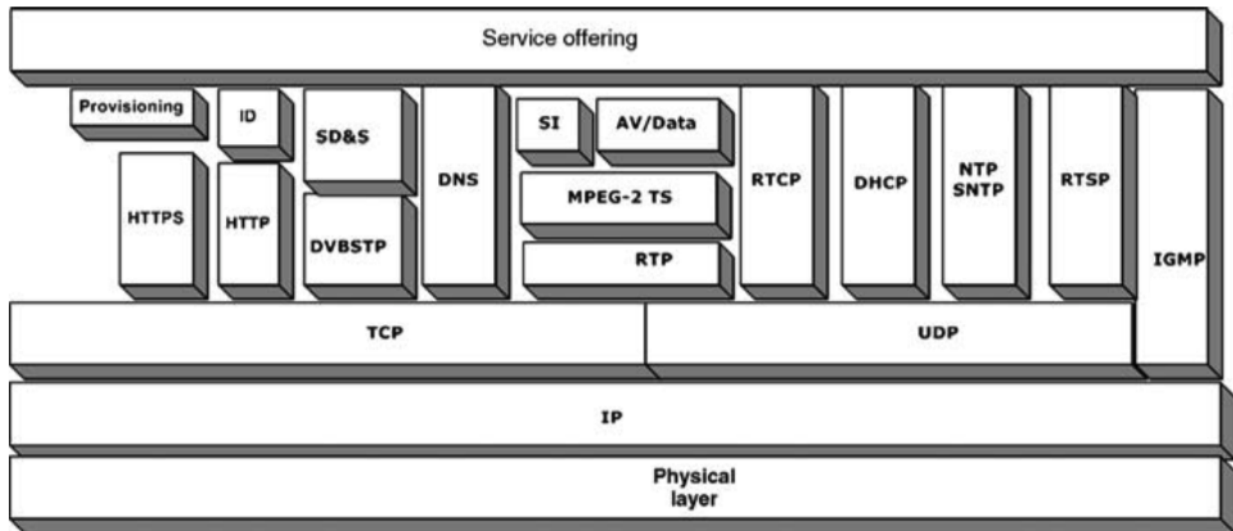 Service offering
Provisioning
ID
SD&S
DNS
SI
AV/Data
RTCP
DHCP
NTP
SNTP
RTSP
MPEG-2 TS
HTTPS
HTTP
DVBSTP
RTP
IGMP
TCP
UDP
IP
Physical
layer